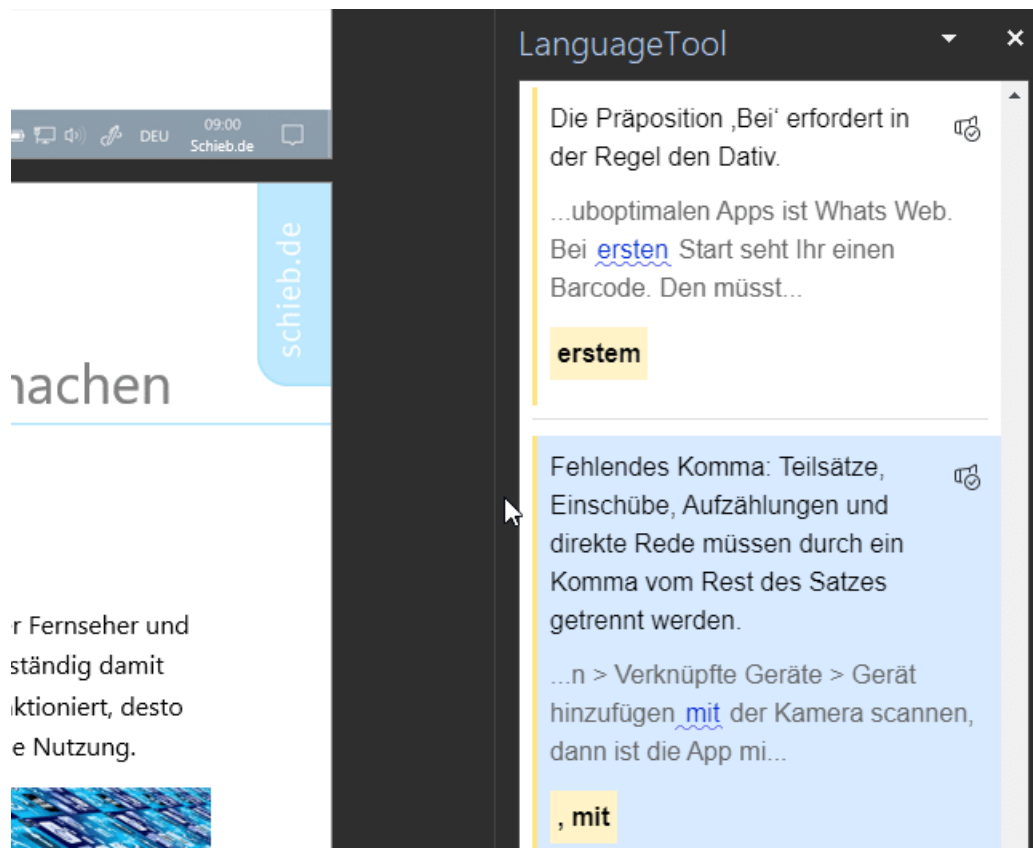 LanguageTool
Die Präposition ‚Bei‘ erfordert in
der Regel den Dativ.
...uboptimalen Apps ist Whats Web.
Bei ersten Start seht Ihr einen
Barcode. Den müsst...
erstem
Fehlendes Komma: Teilsätze,
Einschübe, Aufzählungen und
direkte Rede müssen durch ein
Komma vom Rest des Satzes
getrennt werden.
...n > Verknüpfte Geräte > Gerät
hinzufügen mit der Kamera scannen,
dann ist die App mi...
, mit
DEU
09:00
Schieb.de
schieb.de
nachen
r Fernseher und
ständig damit
ktioniert, desto
e Nutzung.